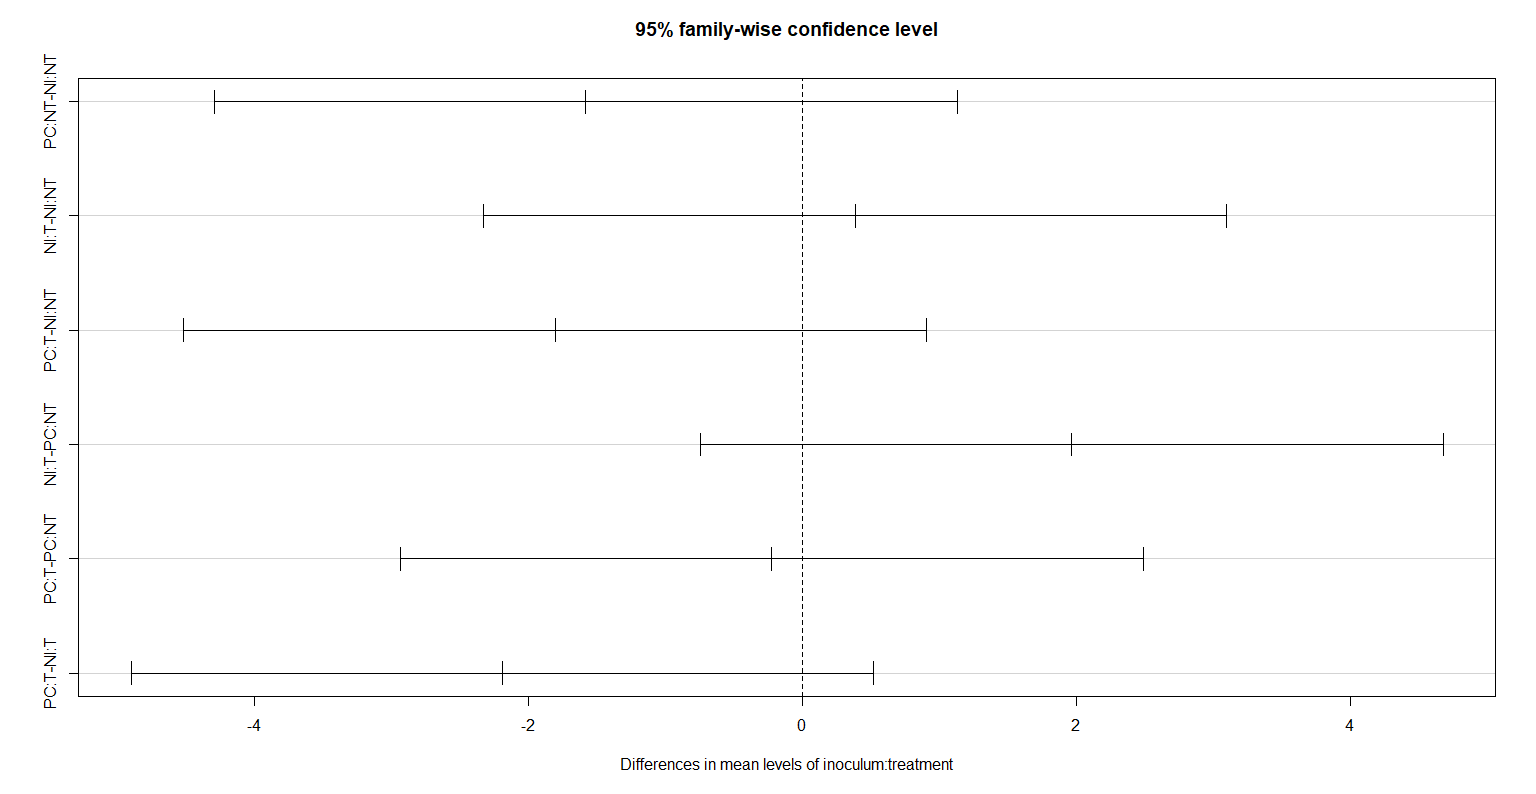 95% family-wise confidence level
PC:NT-NI:NT
NI:T-NI:NT
PC:T-NI:NT
NI:T-PC:NT
PC:T-PC:NT
PC:T-NI:T
-4 -2 0 2 4
Differences in mean levels of inoculum:treatment